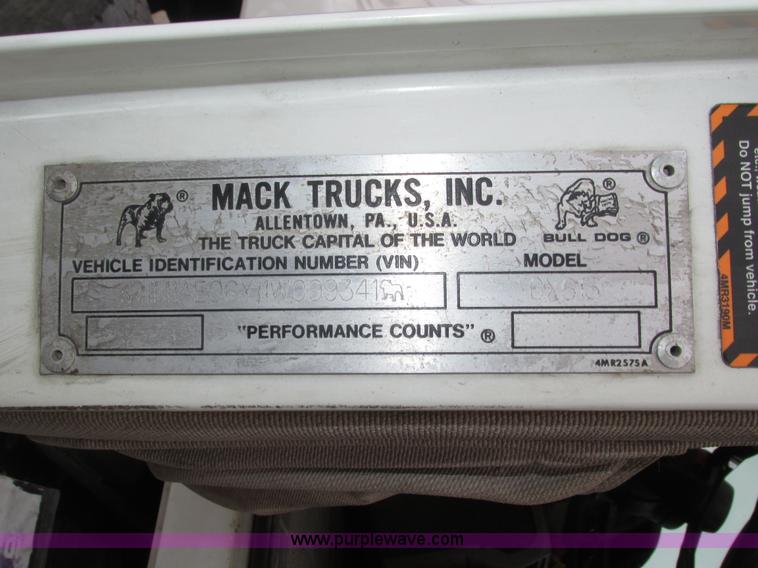 MACK TRUCKS, INC.
ALLENTOWN, PA., U.S.A.
THE TRUCK CAPITAL OF THE WORLD
® ® BULL DOG ®
VEHICLE IDENTIFICATION NUMBER (VIN) MODEL
"PERFORMANCE COUNTS" ®
4MR2575A
Do NOT jump from vehicle.
4MR3190M
www.purplewave.com